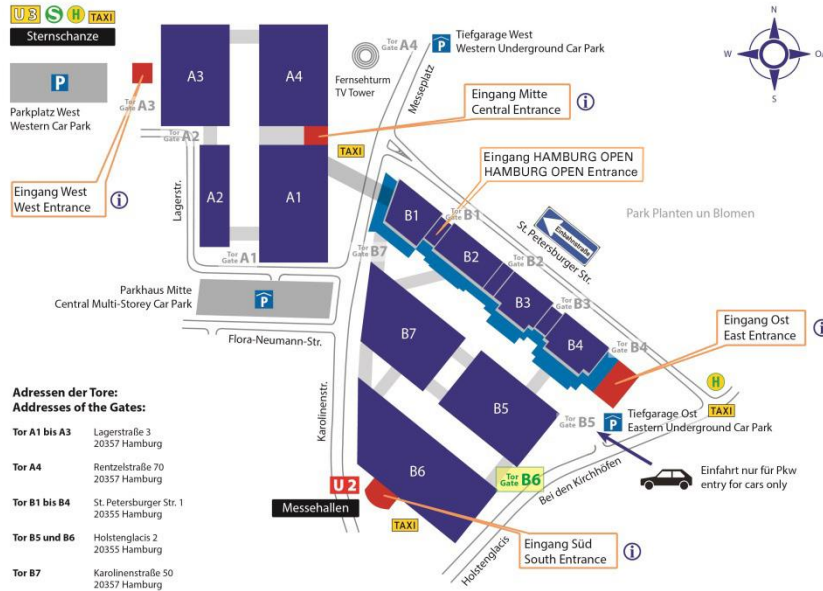 U3 S H TAXI
Sternschanze
P
Parkplatz West
Western Car Park
Tor
Gate A3
Eingang West
West Entrance
i
A3
A4
Tor
Gate A2
A2
A1
Lagerstr.
Tor
Gate A1
Fernsehturm
TV Tower
Tor
Gate A4
Messeplatz
P
Tiefgarage West
Western Underground Car Park
N
W
O/E
S
Eingang Mitte
Central Entrance
i
TAXI
Eingang HAMBURG OPEN
HAMBURG OPEN Entrance
Park Planten un Blomen
Einbahnstraße
St. Petersburger Str.
B1
Tor
Gate B1
B2
Tor
Gate B2
B3
Tor
Gate B3
B4
Tor
Gate B4
Tor
Gate B7
Eingang Ost
East Entrance
i
H
TAXI
Parkhaus Mitte
Central Multi-Storey Car Park
P
Flora-Neumann-Str.
Karolinenstr.
B7
B5
B6
Tor
Gate B5
P
Tiefgarage Ost
Eastern Underground Car Park
Einfahrt nur für Pkw
entry for cars only
Tor
Gate B6
Bei den Kirchhöfen
Holstenglacis
U2
Messehallen
TAXI
Eingang Süd
South Entrance
i
Adressen der Tore:
Addresses of the Gates:
Tor A1 bis A3 Lagerstraße 3
20357 Hamburg
Tor A4 Rentzelstraße 70
20357 Hamburg
Tor B1 bis B4 St. Petersburger Str. 1
20355 Hamburg
Tor B5 und B6 Holstenglacis 2
20355 Hamburg
Tor B7 Karolinenstraße 50
20357 Hamburg